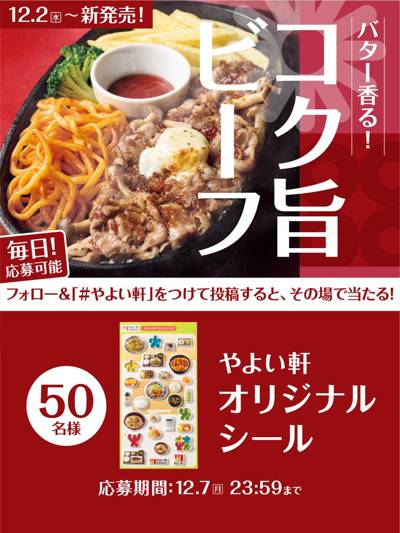 12.2㊌～新発売！
バター香る！
コク旨
ビーフ
毎日！
応募可能
フォロー&「#やよい軒」をつけて投稿すると、その場で当たる!
50
名様
やよい軒
オリジナル
シール
応募期間：12.7㊊ 23:59まで